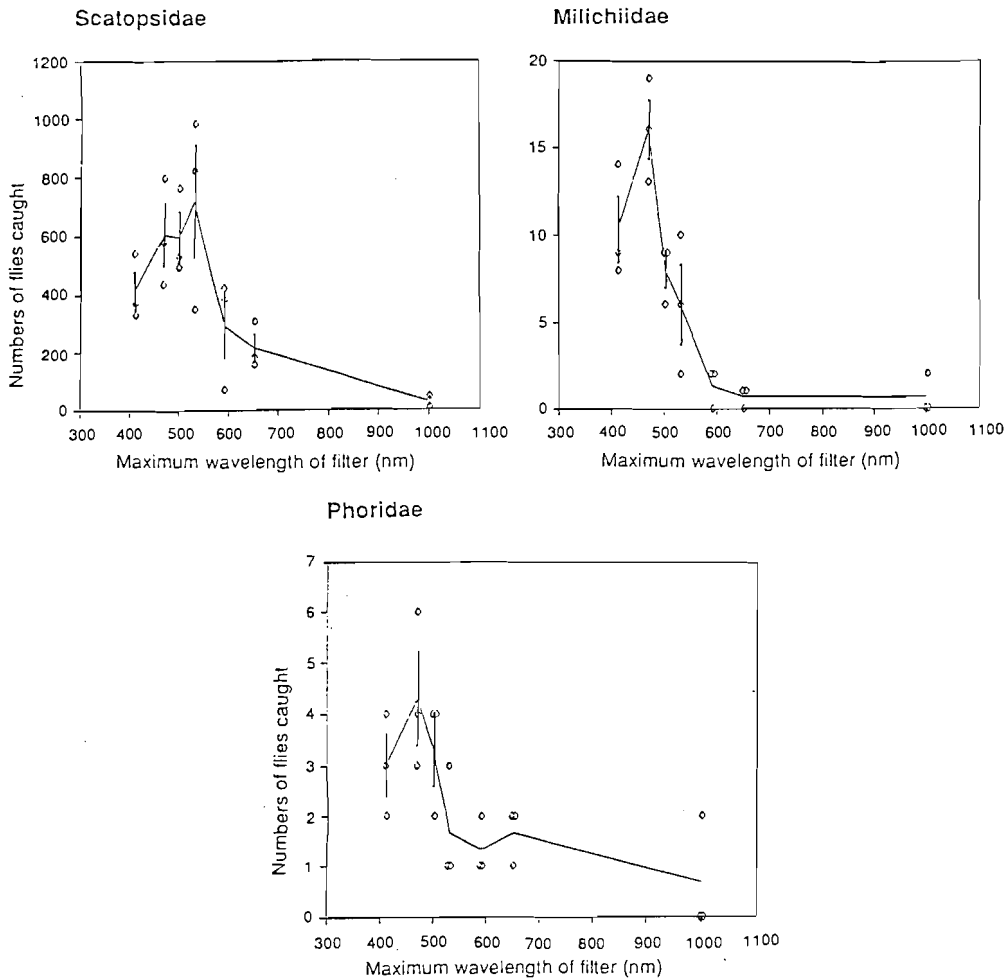 Scatopsidae
1200
1000
800
600
400
200
0
Numbers of flies caught
300 400 500 600 700 800 900 1000 1100
Maximum wavelength of filter (nm)
Milichiidae
20
15
10
5
0
300 400 500 600 700 800 900 1000 1100
Maximum wavelength of filter (nm)
Phoridae
7
6
5
4
3
2
1
0
Numbers of flies caught
300 400 500 600 700 800 900 1000 1100
Maximum wavelength of filter (nm)